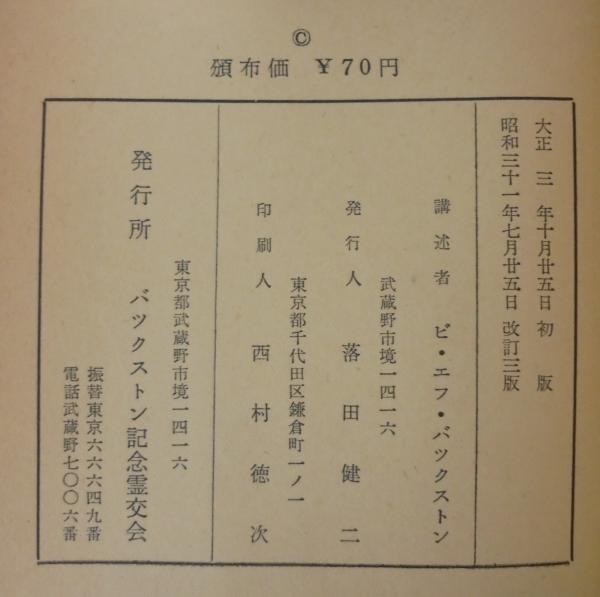 ©
頒布価 ￥70円
大正 三 年十月廿五日 初 版
昭和三十一年七月廿五日 改訂三版
講述者 ビ・エフ・バツクストン
武蔵野市境一四一六
発行人 落田健二
東京都千代田区鎌倉町一ノ一
印刷人 西村徳次
東京都武蔵野市境一四一六
発行所 バツクストン記念霊交会
振替東京六六六四九番
電話武蔵野七〇〇六番